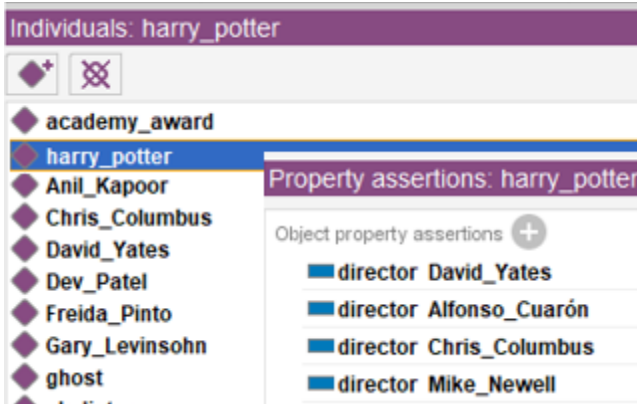 Individuals: harry_potter
academy_award
harry_potter
Anil_Kapoor
Chris_Columbus
David_Yates
Dev_Patel
Freida_Pinto
Gary_Levinsohn
ghost
Property assertions: harry_potter
Object property assertions
director David_Yates
director Alfonso_Cuarón
director Chris_Columbus
director Mike_Newell